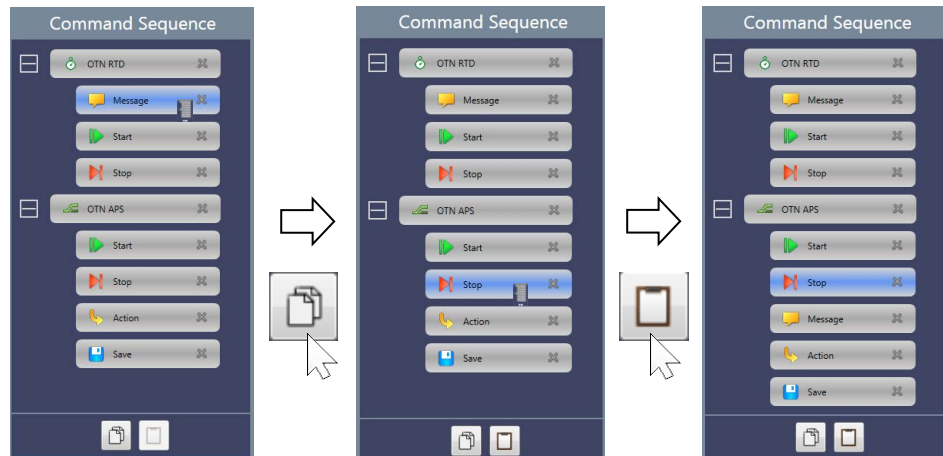 Command Sequence
OTN RTD
Message
Start
Stop
OTN APS
Start
Stop
Action
Save
Command Sequence
OTN RTD
Message
Start
Stop
OTN APS
Start
Stop
Action
Save
Command Sequence
OTN RTD
Message
Start
Stop
OTN APS
Start
Stop
Message
Action
Save